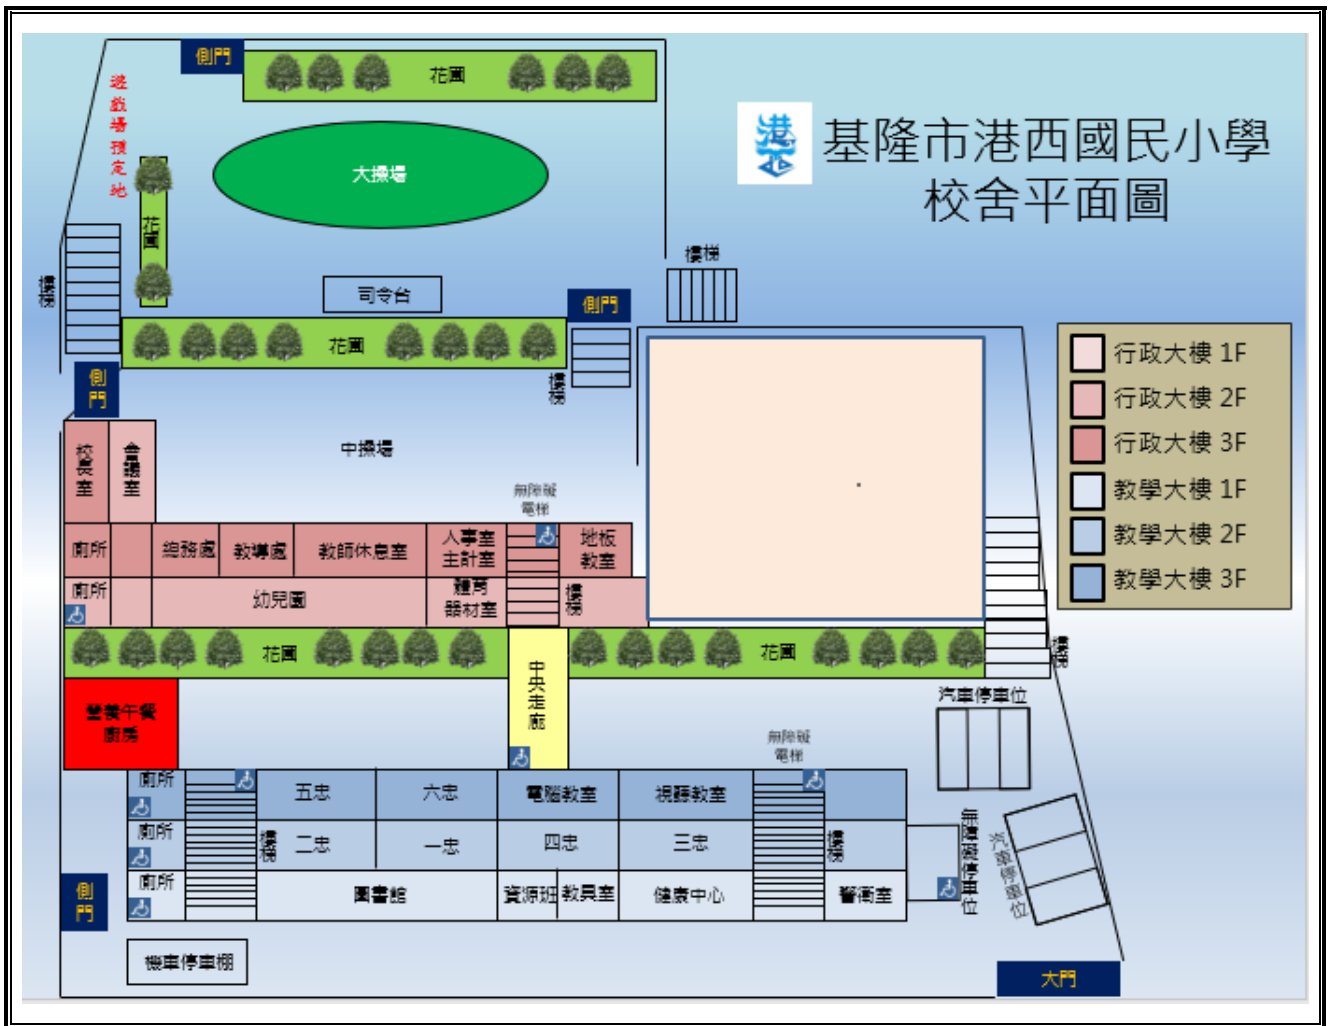 側門
花圃
遊戲場預定地
基隆市港西國民小學
校舍平面圖
大操場
花圃
樓梯
樓梯
司令台
側門
花圃
樓梯
側門
行政大樓 1F
行政大樓 2F
行政大樓 3F
教學大樓 1F
教學大樓 2F
教學大樓 3F
中操場
校長室
會議室
無障礙
電梯
廁所
總務處
教導處
教師休息室
人事室
主計室
地板
教室
廁所
幼兒園
體育
器材室
樓梯
花圃
花圃
樓梯
中央走廊
營養午餐
廚房
汽車停車位
無障礙
電梯
廁所
五忠
六忠
電腦教室
視聽教室
廁所
樓梯
二忠
一忠
四忠
三忠
樓梯
無障礙停車位
汽車停車位
廁所
圖書館
資源班
教具室
健康中心
警衛室
側門
機車停車棚
大門